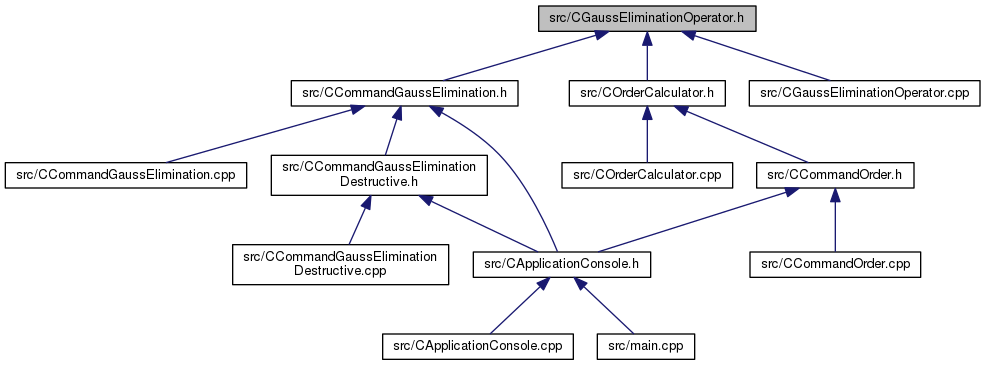 src/CGaussEliminationOperator.h
src/CCommandGaussElimination.h
src/COrderCalculator.h
src/CGaussEliminationOperator.cpp
src/CCommandGaussElimination.cpp
src/CCommandGaussElimination
Destructive.h
src/COrderCalculator.cpp
src/CCommandOrder.h
src/CCommandGaussElimination
Destructive.cpp
src/CApplicationConsole.h
src/CCommandOrder.cpp
src/CApplicationConsole.cpp
src/main.cpp